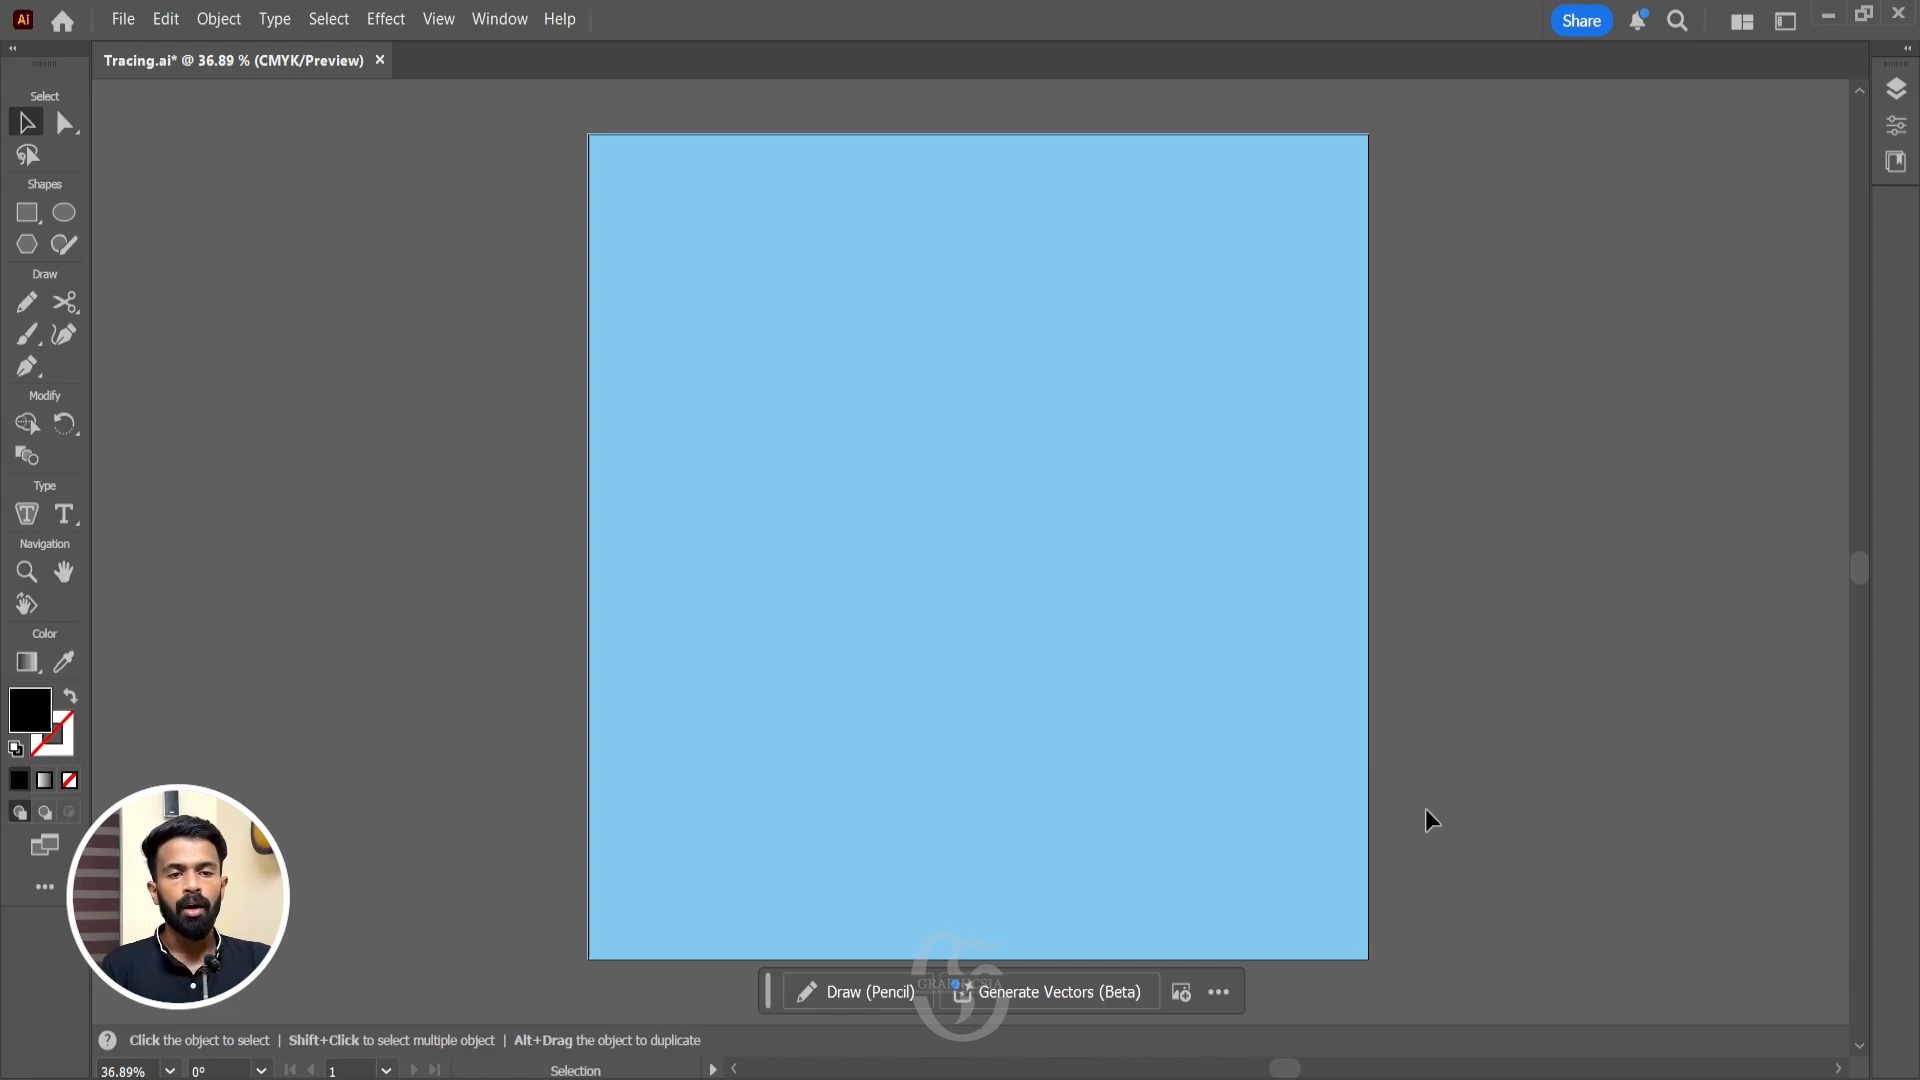 Ai
File Edit Object Type Select Effect View Window Help
Share
Tracing.ai* @ 36.89 % (CMYK/Preview) ×
Select
Shapes
Draw
Modify
Type
Navigation
Color
GRAPHICSIA
Draw (Pencil) Generate Vectors (Beta)
Click the object to select | Shift+Click to select multiple object | Alt+Drag the object to duplicate
36.89% 0° 1 Selection